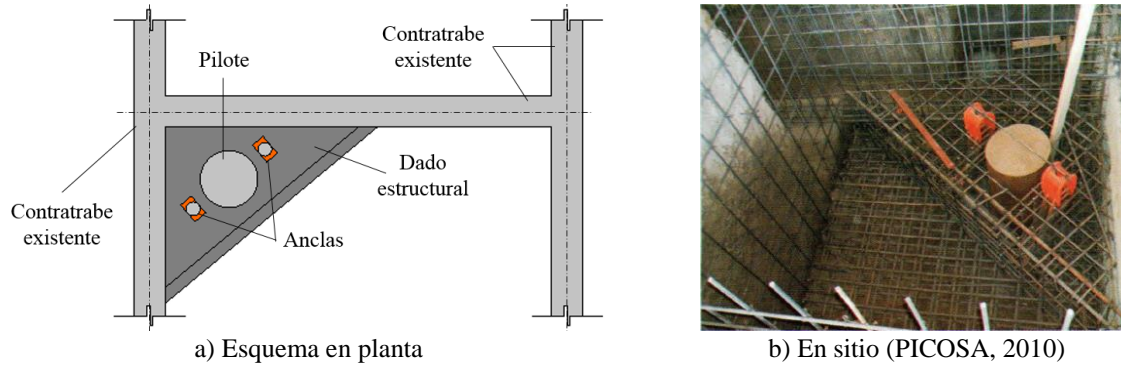 Pilote
Contratrabe
existente
Dado
estructural
Contratrabe
existente
Anclas
a) Esquema en planta
b) En sitio (PICOSA, 2010)